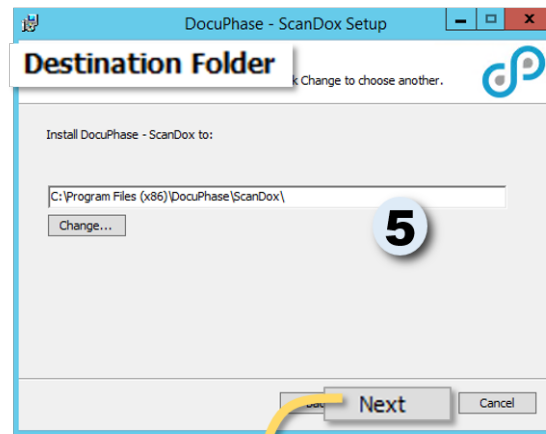 DocuPhase - ScanDox Setup
Destination Folder
k Change to choose another.
Install DocuPhase - ScanDox to:
C:\Program Files (x86)\DocuPhase\ScanDox\
Change...
5
Next
Cancel